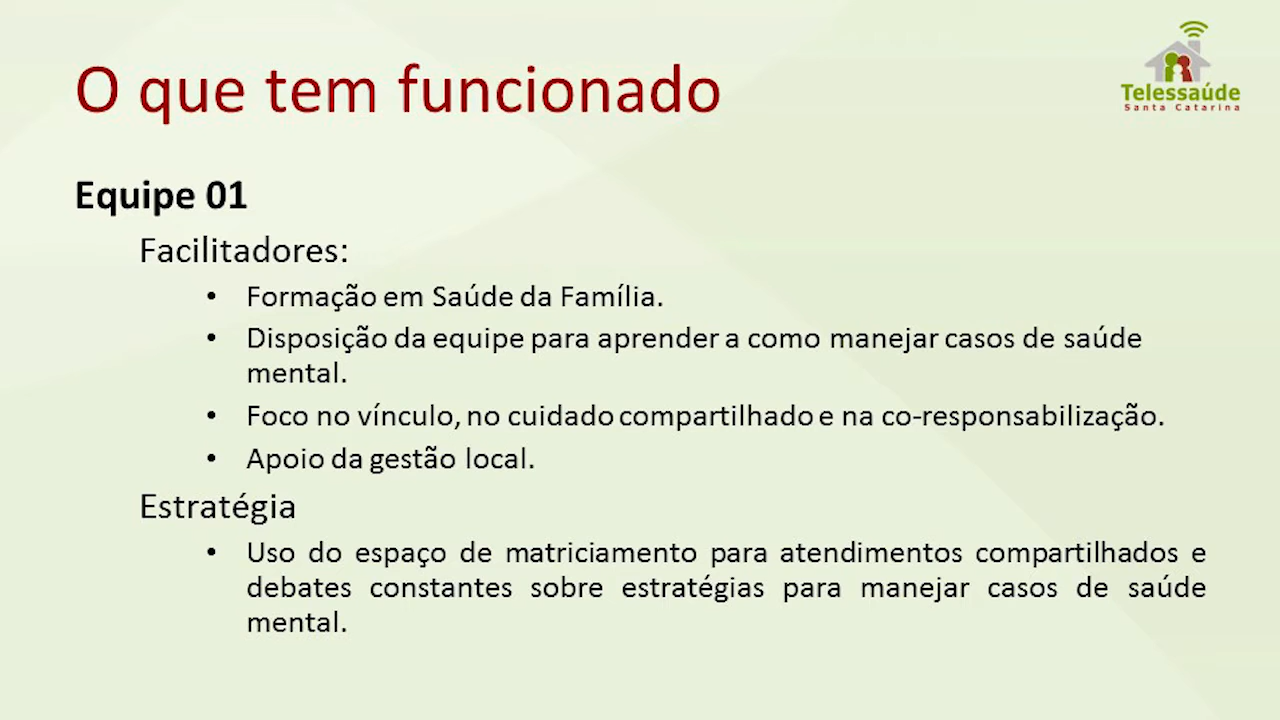 O que tem funcionado
Telessaúde
Santa Catarina
Equipe 01
Facilitadores:
• Formação em Saúde da Família.
• Disposição da equipe para aprender a como manejar casos de saúde
mental.
• Foco no vínculo, no cuidado compartilhado e na co-responsabilização.
• Apoio da gestão local.
Estratégia
• Uso do espaço de matriciamento para atendimentos compartilhados e
debates constantes sobre estratégias para manejar casos de saúde
mental.